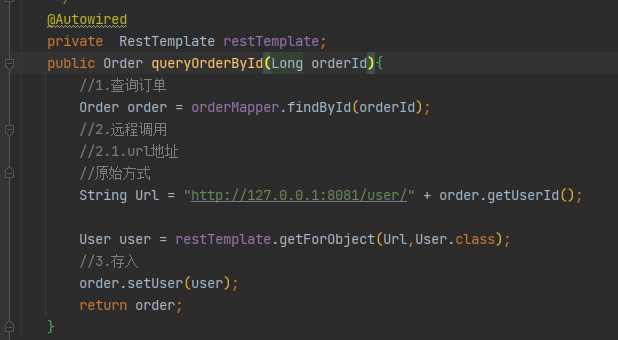 @Autowired
private  RestTemplate restTemplate;
public Order queryOrderById(Long orderId){
//1.查询订单
Order order = orderMapper.findById(orderId);
//2.远程调用
//2.1.url地址
//原始方式
String Url = "http://127.0.0.1:8081/user/" + order.getUserId();
User user = restTemplate.getForObject(Url,User.class);
//3.存入
order.setUser(user);
return order;
}